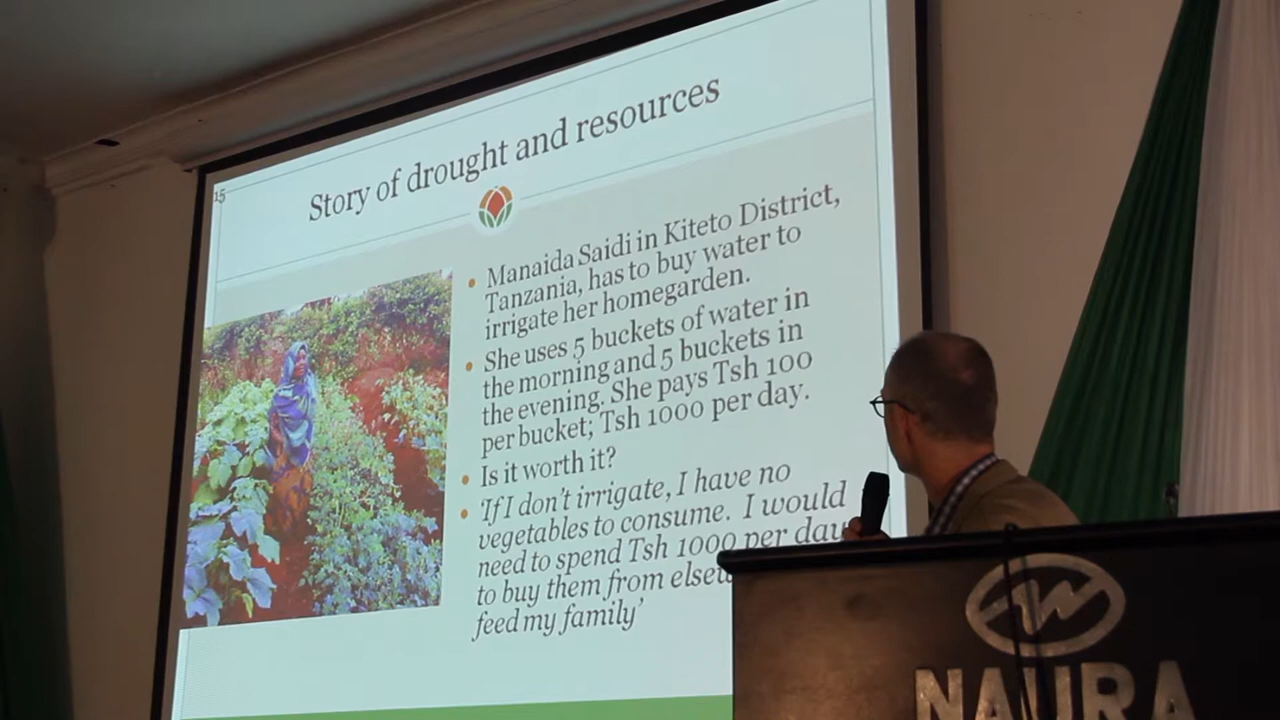 15
Story of drought and resources
Manaida Saidi in Kiteto District,
Tanzania, has to buy water to
irrigate her homegarden.
She uses 5 buckets of water in
the morning and 5 buckets in
the evening. She pays Tsh 100
per bucket; Tsh 1000 per day.
Is it worth it?
'If I don't irrigate, I have no
vegetables to consume. I would
need to spend Tsh 1000 per day
to buy them from
feed my family'
NAURA